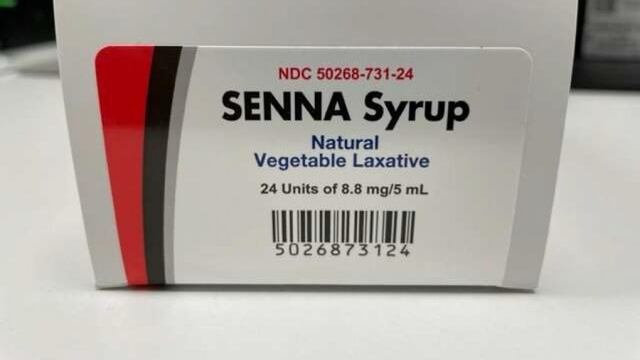 NDC 50268-731-24
SENNA Syrup
Natural
Vegetable Laxative
24 Units of 8.8 mg/5 mL
5026873124